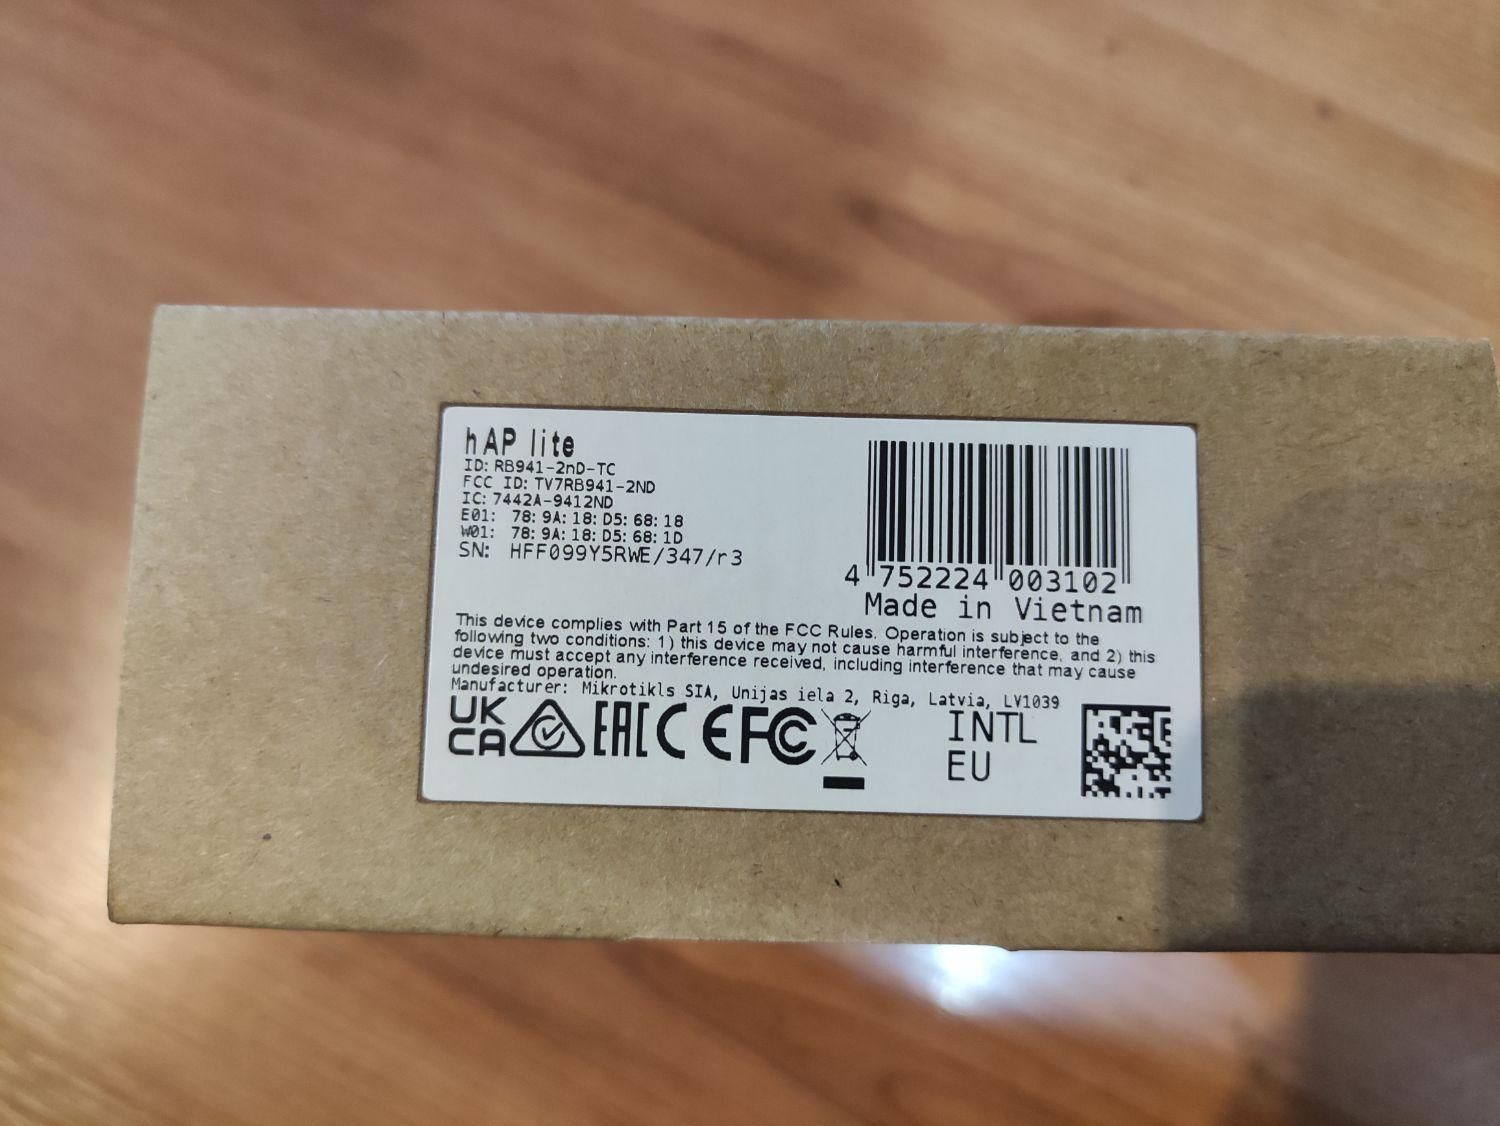 hAP lite
ID: RB941-2nD-TC
FCC ID: TV7RB941-2ND
IC: 7442A-9412ND
E01: 78:9A:18:D5:68:18
W01: 78:9A:18:D5:68:1D
SN: HFF099Y5RWE/347/r3
4 752224 003102
Made in Vietnam
This device complies with Part 15 of the FCC Rules. Operation is subject to the
following two conditions: 1) this device may not cause harmful interference, and 2) this
device must accept any interference received, including interference that may cause
undesired operation.
Manufacturer: Mikrotikls SIA, Unijas iela 2, Riga, Latvia, LV1039
UK
CA EAC CE FC
INTL
EU